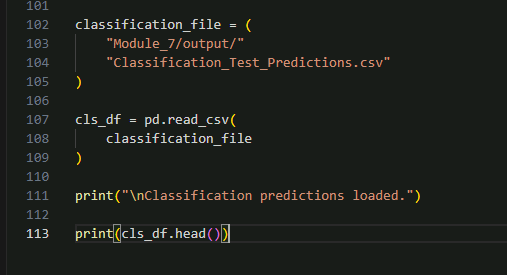 101
102 classification_file = (
103     "Module_7/output/"
104     "Classification_Test_Predictions.csv"
105 )
106
107 cls_df = pd.read_csv(
108     classification_file
109 )
110
111 print("\nClassification predictions loaded.")
112
113 print(cls_df.head())